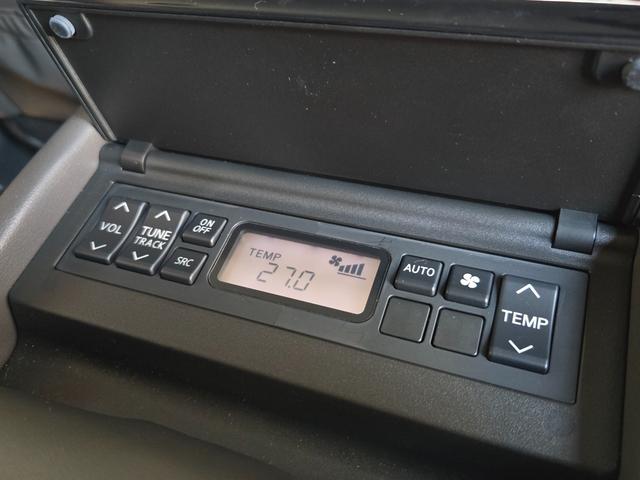 VOL
TUNE
TRACK
ON
OFF
SRC
TEMP
27.0
AUTO
TEMP